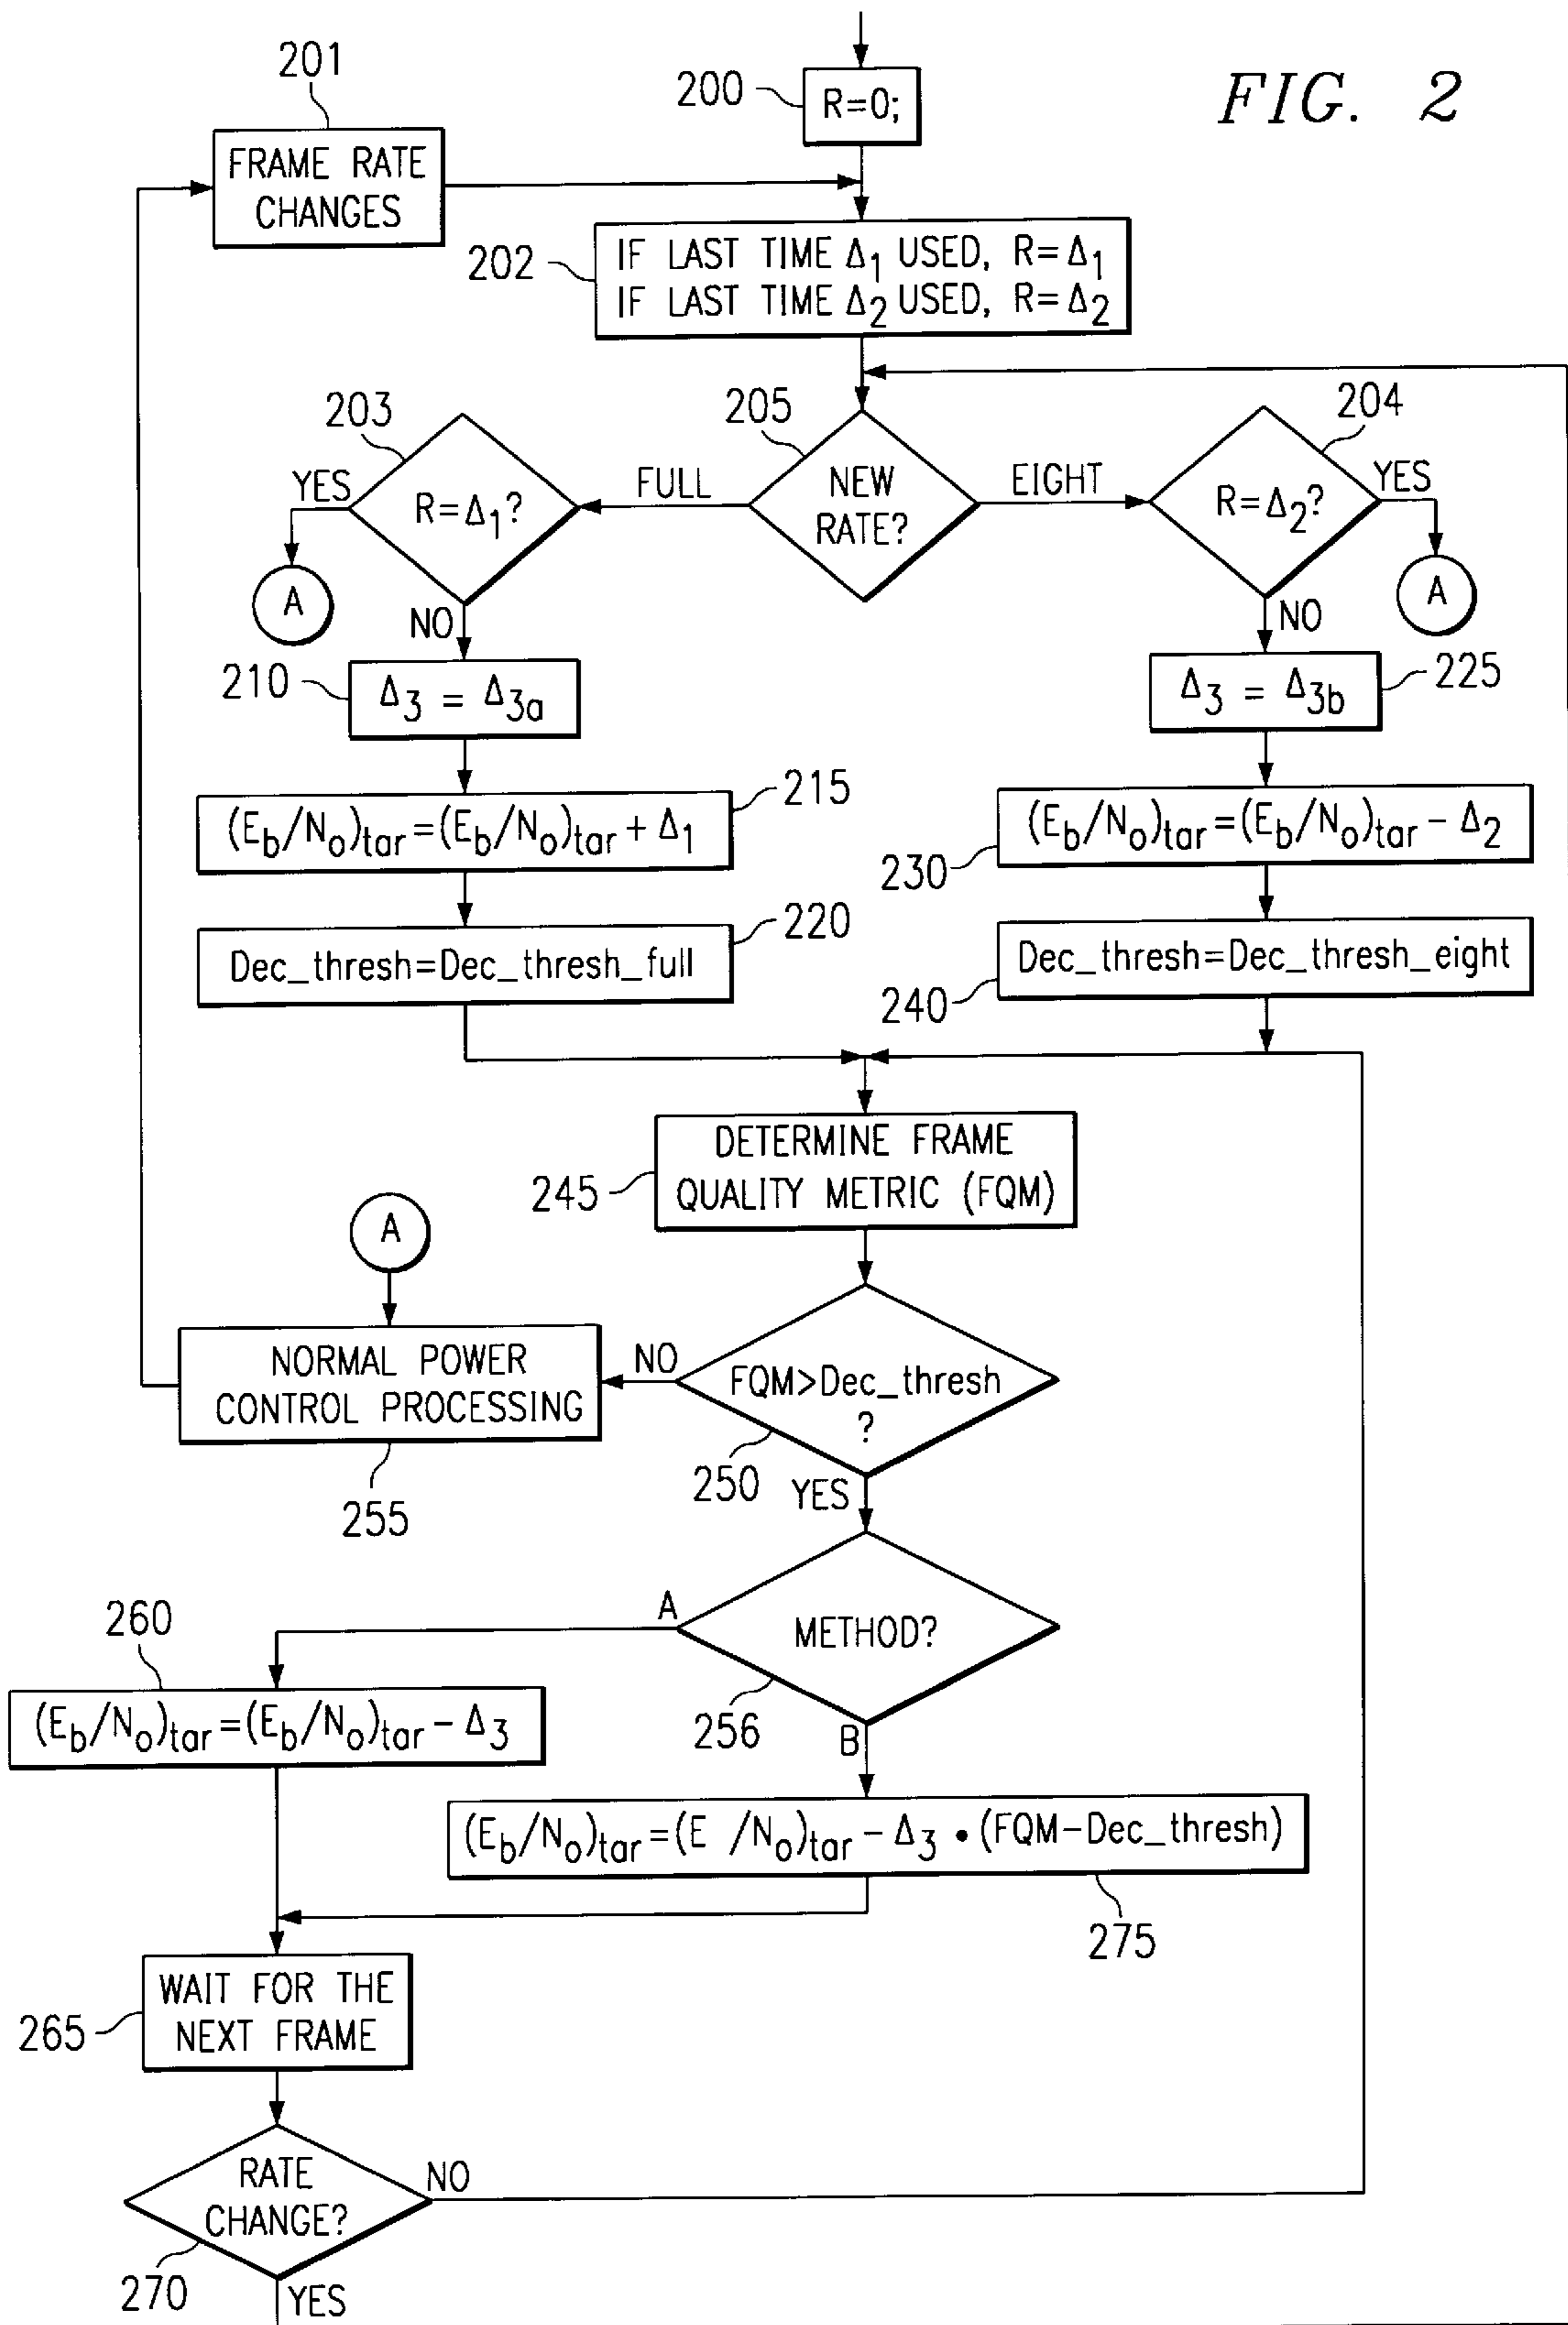 FIG. 2
201
200
R=0;
FRAME RATE
CHANGES
202
IF LAST TIME Δ1 USED, R=Δ1
IF LAST TIME Δ2 USED, R=Δ2
203
205
204
YES
R=Δ1?
FULL
NEW
RATE?
EIGHT
R=Δ2?
YES
A
A
NO
NO
210
Δ3 = Δ3a
Δ3 = Δ3b
225
215
(Eb/No)tar=(Eb/No)tar+Δ1
(Eb/No)tar=(Eb/No)tar-Δ2
230
220
Dec_thresh=Dec_thresh_full
Dec_thresh=Dec_thresh_eight
240
DETERMINE FRAME
QUALITY METRIC (FQM)
245
A
NORMAL POWER
CONTROL PROCESSING
NO
FQM>Dec_thresh
?
255
250
YES
260
A
METHOD?
(Eb/No)tar=(Eb/No)tar-Δ3
256
B
(Eb/No)tar=(E /No)tar-Δ3•(FQM-Dec_thresh)
275
WAIT FOR THE
NEXT FRAME
265
RATE
CHANGE?
NO
270
YES